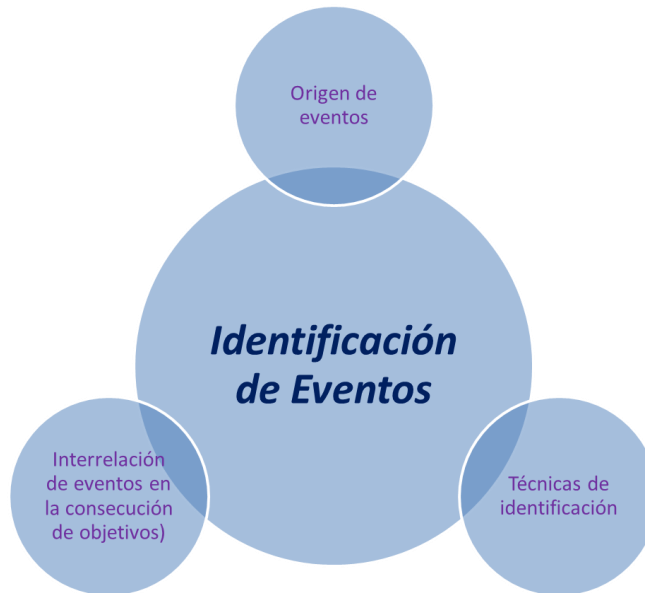 Origen de
eventos
Identificación
de Eventos
Interrelación
de eventos en
la consecución
de objetivos)
Técnicas de
identificación